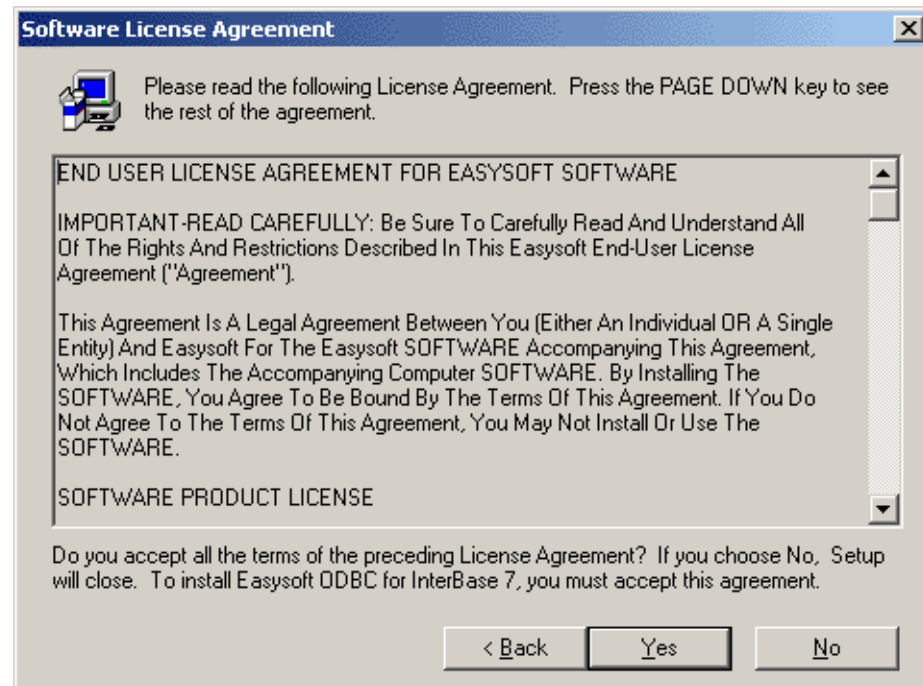 Software License Agreement
Please read the following License Agreement.  Press the PAGE DOWN key to see
the rest of the agreement.
END USER LICENSE AGREEMENT FOR EASYSOFT SOFTWARE
IMPORTANT-READ CAREFULLY: Be Sure To Carefully Read And Understand All
Of The Rights And Restrictions Described In This Easysoft End-User License
Agreement ("Agreement").
This Agreement Is A Legal Agreement Between You (Either An Individual OR A Single
Entity) And Easysoft For The Easysoft SOFTWARE Accompanying This Agreement,
Which Includes The Accompanying Computer SOFTWARE. By Installing The
SOFTWARE, You Agree To Be Bound By The Terms Of This Agreement. If You Do
Not Agree To The Terms Of This Agreement, You May Not Install Or Use The
SOFTWARE.
SOFTWARE PRODUCT LICENSE
Do you accept all the terms of the preceding License Agreement?  If you choose No,  Setup
will close.  To install Easysoft ODBC for InterBase 7, you must accept this agreement.
< Back
Yes
No